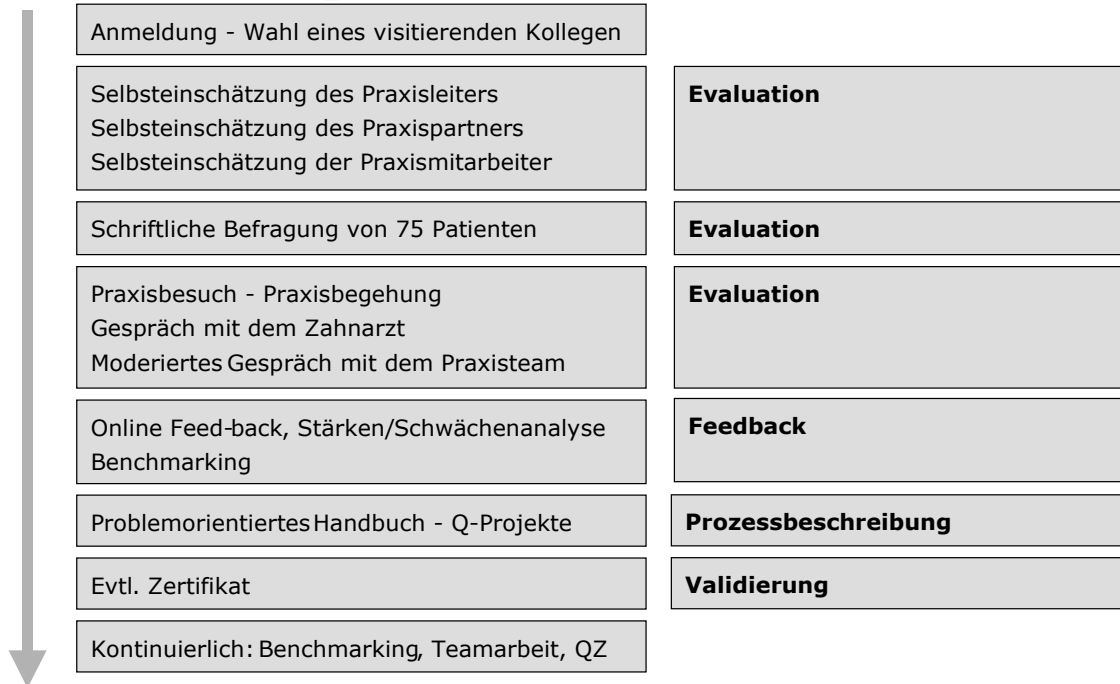 Anmeldung - Wahl eines visitierenden Kollegen
Selbsteinschätzung des Praxisleiters
Selbsteinschätzung des Praxispartners
Selbsteinschätzung der Praxismitarbeiter
Evaluation
Schriftliche Befragung von 75 Patienten
Evaluation
Praxisbesuch - Praxisbegehung
Gespräch mit dem Zahnarzt
Moderiertes Gespräch mit dem Praxisteam
Evaluation
Online Feed-back, Stärken/Schwächenanalyse
Benchmarking
Feedback
Problemorientiertes Handbuch - Q-Projekte
Prozessbeschreibung
Evtl. Zertifikat
Validierung
Kontinuierlich: Benchmarking, Teamarbeit, QZ